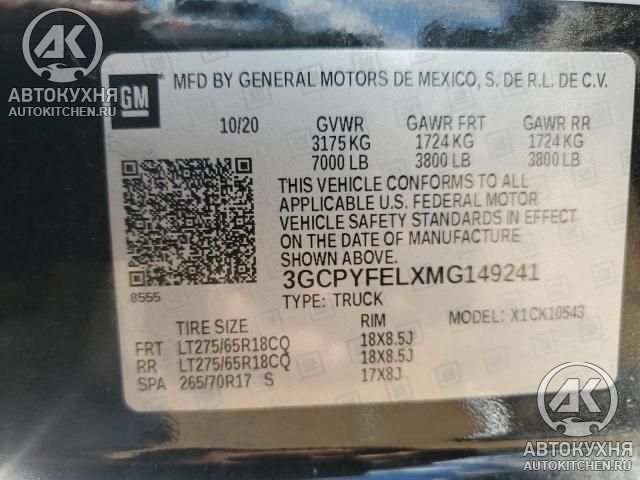 АК
АВТОКУХНЯ
AUTOKITCHEN.RU
GM
MFD BY GENERAL MOTORS DE MEXICO, S. DE R.L. DE C.V.
10/20 GVWR GAWR FRT GAWR RR
3175 KG 1724 KG 1724 KG
7000 LB 3800 LB 3800 LB
THIS VEHICLE CONFORMS TO ALL
APPLICABLE U.S. FEDERAL MOTOR
VEHICLE SAFETY STANDARDS IN EFFECT
ON THE DATE OF MANUFACTURE
SHOWN ABOVE.
8555 3GCPYFELXMG149241
TYPE: TRUCK MODEL: X1CK10543
TIRE SIZE RIM
FRT LT275/65R18CQ 18X8.5J
RR LT275/65R18CQ 18X8.5J
SPA 265/70R17 S 17X8J
АК
АВТОКУХНЯ
AUTOKITCHEN.RU